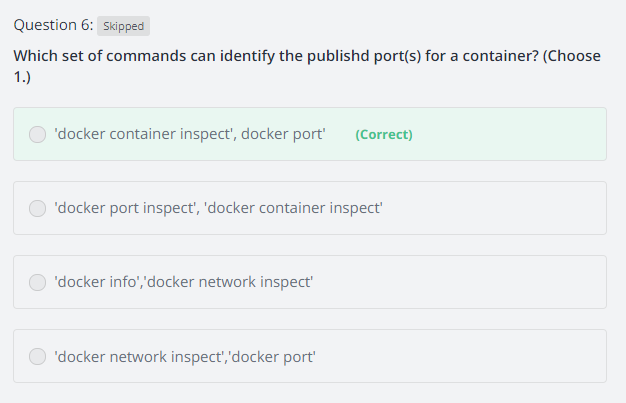 Question 6: Skipped
Which set of commands can identify the publishd port(s) for a container? (Choose
1.)
'docker container inspect', docker port' (Correct)
'docker port inspect', 'docker container inspect'
'docker info','docker network inspect'
'docker network inspect','docker port'